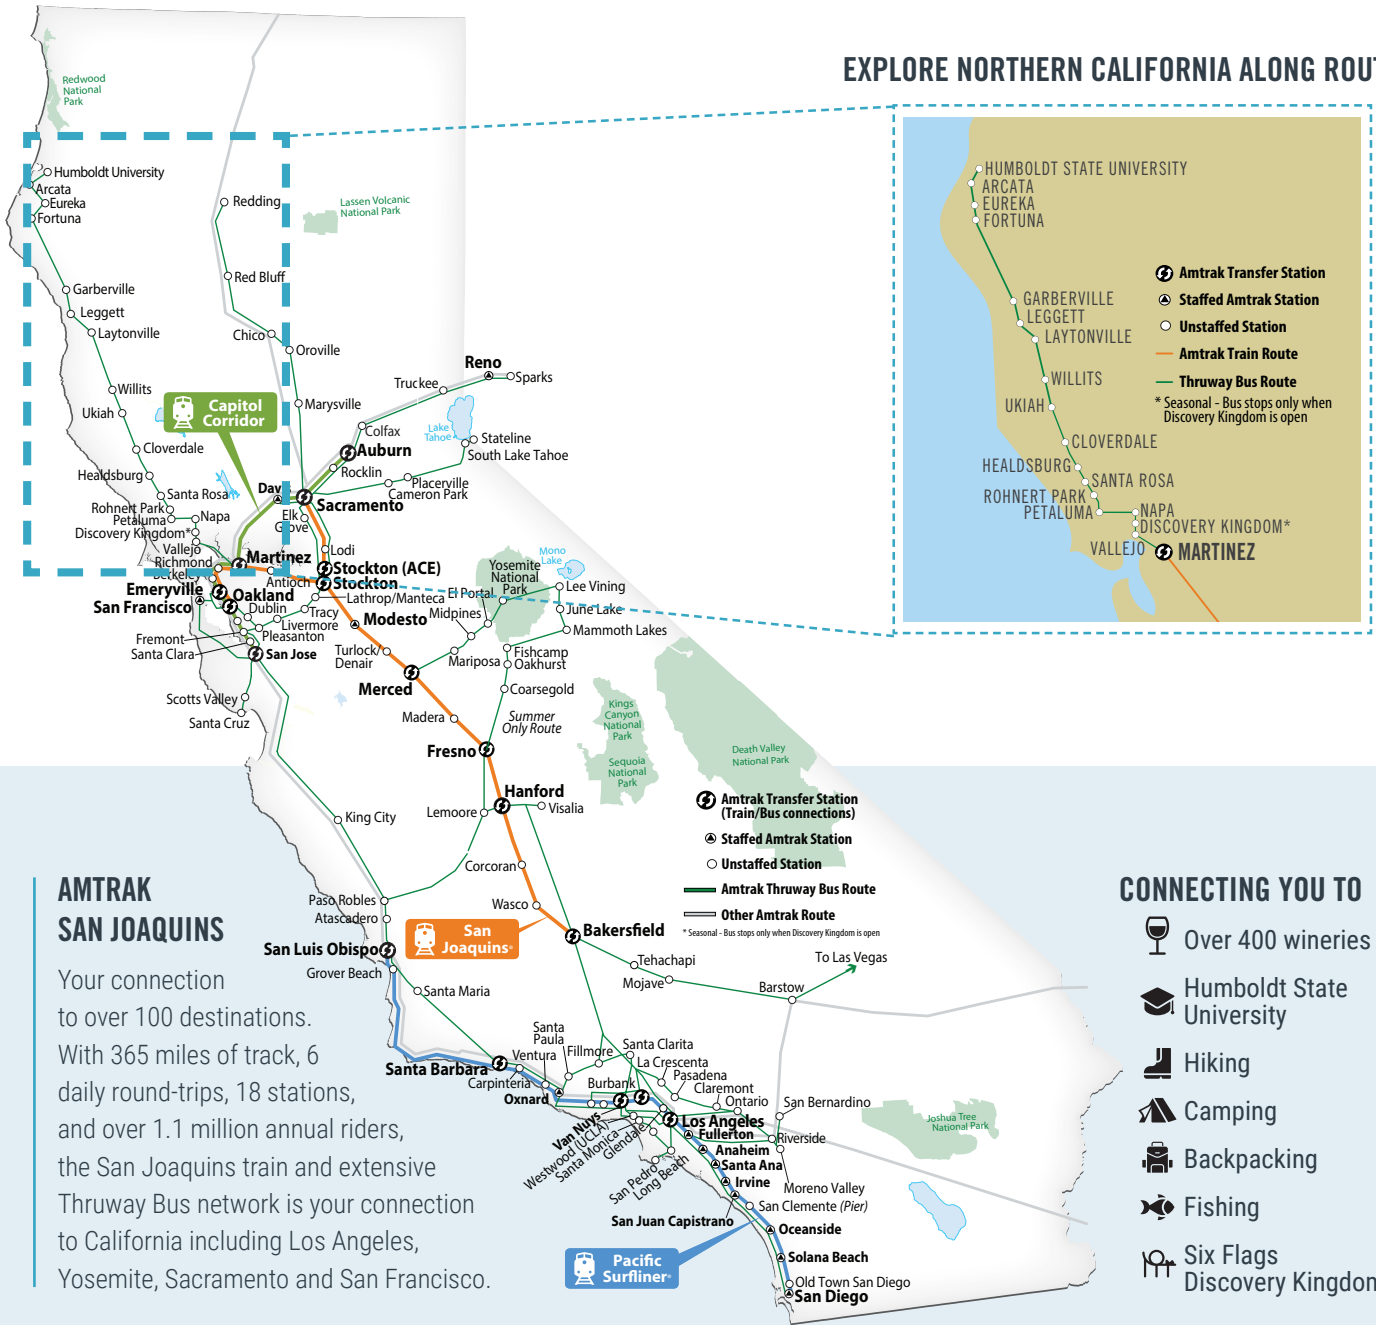 EXPLORE NORTHERN CALIFORNIA ALONG ROUT
Redwood
National
Park
Humboldt University
Arcata
Eureka
Fortuna
Redding
Lassen Volcanic
National Park
Red Bluff
Garberville
Leggett
Laytonville
Chico
Oroville
Willits
Ukiah
Capitol
Corridor
Marysville
Truckee
Reno
Sparks
Colfax
Lake
Tahoe
Stateline
South Lake Tahoe
Auburn
Rocklin
Placerville
Cameron Park
Cloverdale
Healdsburg
Santa Rosa
Davis
Sacramento
Rohnert Park
Petaluma
Napa
Discovery Kingdom*
Elk
Grove
Vallejo
Richmond
Berkeley
Martinez
Lodi
Stockton (ACE)
Stockton
Antioch
Emeryville
Oakland
San Francisco
Lathrop/Manteca
Dublin
Tracy
Livermore
Pleasanton
Fremont
Santa Clara
San Jose
Modesto
Turlock/
Denair
Merced
El Portal
Midpines
Mariposa
Yosemite
National
Park
Mono
Lake
Lee Vining
June Lake
Mammoth Lakes
Fishcamp
Oakhurst
Coarsegold
Scotts Valley
Santa Cruz
Madera
Summer
Only Route
Fresno
Kings
Canyon
National
Park
Sequoia
National
Park
Death Valley
National Park
Hanford
Lemoore
Visalia
King City
Corcoran
Wasco
Paso Robles
Atascadero
San
Joaquins®
Bakersfield
San Luis Obispo
Grover Beach
Santa Maria
Tehachapi
Mojave
Barstow
To Las Vegas
Santa Barbara
Carpinteria
Ventura
Santa
Paula
Fillmore
Oxnard
Santa Clarita
La Crescenta
Burbank
Pasadena
Claremont
Ontario
San Bernardino
Van Nuys
Westwood (UCLA)
Santa Monica
Glendale
Los Angeles
Fullerton
Anaheim
Santa Ana
Irvine
Riverside
Moreno Valley
San Pedro
Long Beach
San Clemente (Pier)
San Juan Capistrano
Oceanside
Solana Beach
Old Town San Diego
San Diego
Pacific
Surfliner®
Joshua Tree
National Park
Amtrak Transfer Station
(Train/Bus connections)
Staffed Amtrak Station
Unstaffed Station
Amtrak Thruway Bus Route
Other Amtrak Route
* Seasonal - Bus stops only when Discovery Kingdom is open
HUMBOLDT STATE UNIVERSITY
ARCATA
EUREKA
FORTUNA
GARBERVILLE
LEGGETT
LAYTONVILLE
WILLITS
UKIAH
CLOVERDALE
HEALDSBURG
SANTA ROSA
ROHNERT PARK
PETALUMA
NAPA
DISCOVERY KINGDOM*
VALLEJO
MARTINEZ
Amtrak Transfer Station
Staffed Amtrak Station
Unstaffed Station
Amtrak Train Route
Thruway Bus Route
* Seasonal - Bus stops only when
Discovery Kingdom is open
AMTRAK
SAN JOAQUINS
Your connection
to over 100 destinations.
With 365 miles of track, 6
daily round-trips, 18 stations,
and over 1.1 million annual riders,
the San Joaquins train and extensive
Thruway Bus network is your connection
to California including Los Angeles,
Yosemite, Sacramento and San Francisco.
CONNECTING YOU TO
Over 400 wineries
Humboldt State
University
Hiking
Camping
Backpacking
Fishing
Six Flags
Discovery Kingdom